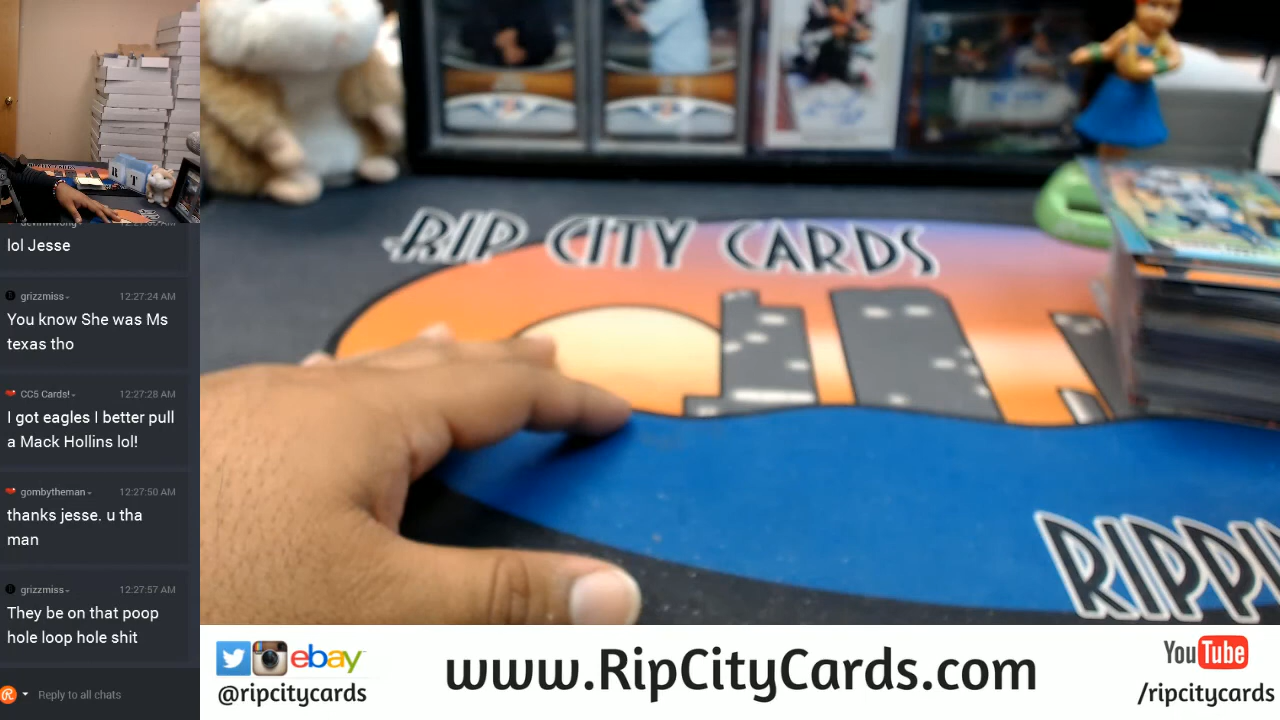 lol Jesse
grizzmiss
12:27:24 AM
You know She was Ms
texas tho
CC5 Cards!
12:27:28 AM
I got eagles I better pull
a Mack Hollins lol!
gombytheman
12:27:50 AM
thanks jesse. u tha
man
grizzmiss
12:27:57 AM
They be on that poop
hole loop hole shit
Reply to all chats
RIP CITY CARDS
RIPPI
ebay
@ripcitycards
www.RipCityCards.com
YouTube
/ripcitycards